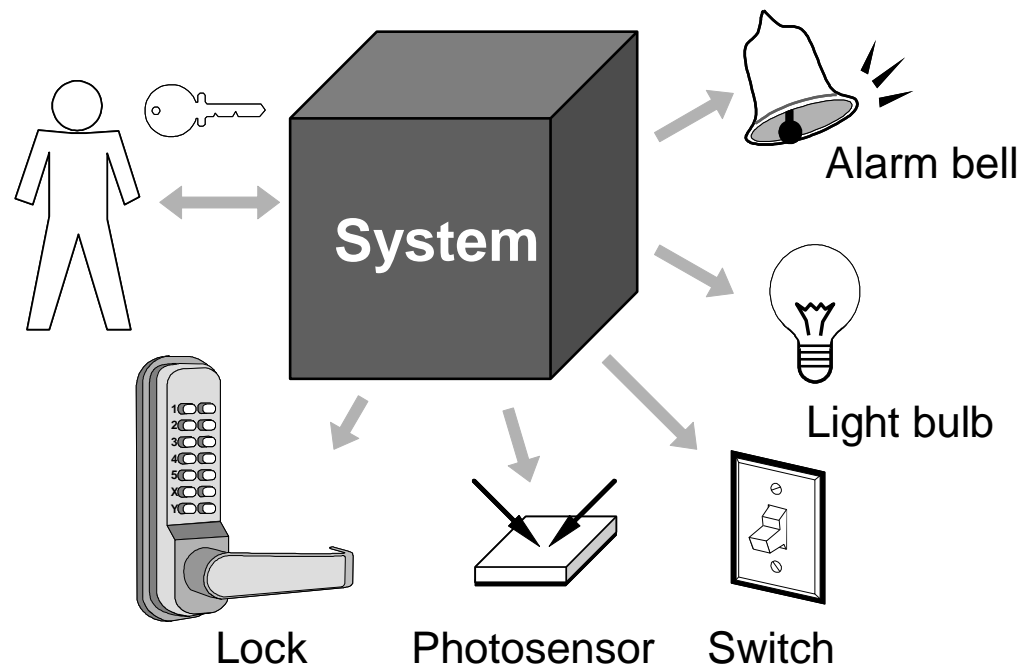 System
Alarm bell
Light bulb
1
2
3
4
5
X
Y
Lock
Photosensor
Switch